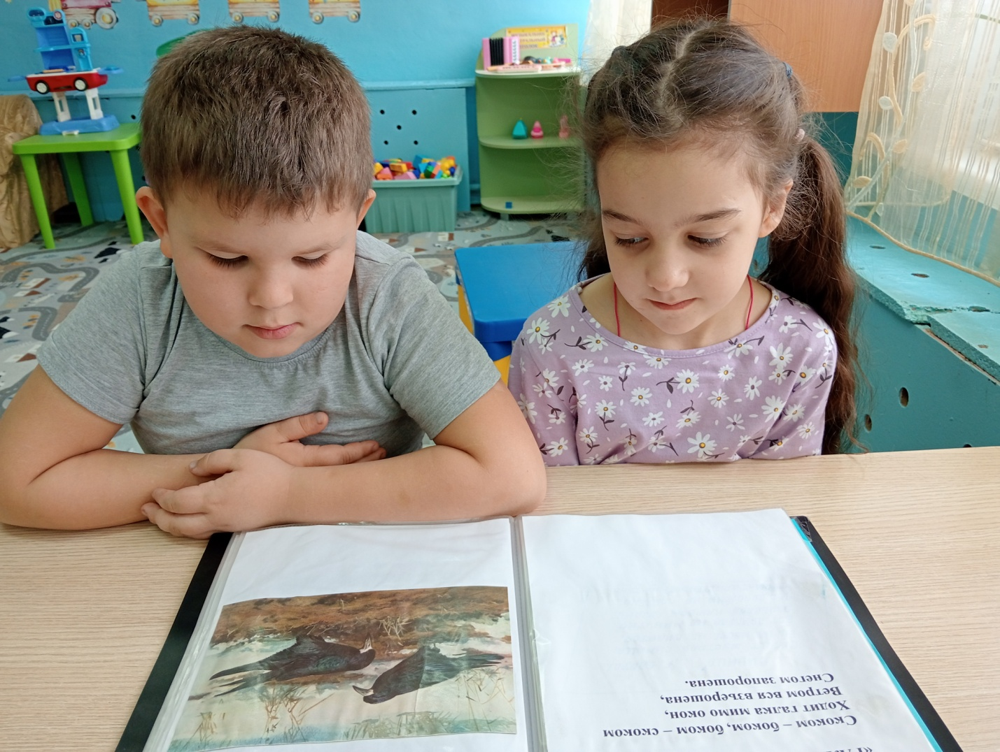 Скоком – боком, боком – скоком
Ходит галка мимо окон,
Ветром вся взъерошена,
Снегом запорошена.